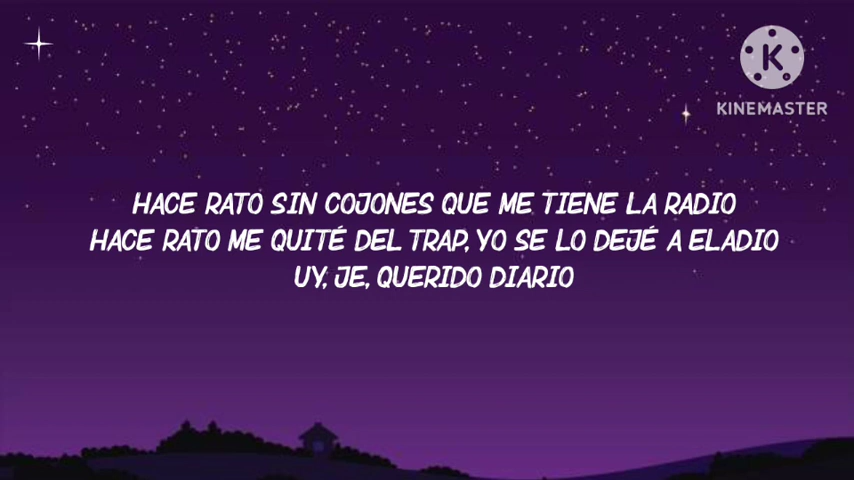 KINEMASTER
HACE RATO SIN COJONES QUE ME TIENE LA RADIO
HACE RATO ME QUITÉ DEL TRAP, YO SE LO DEJÉ A ELADIO
UY, JE, QUERIDO DIARIO